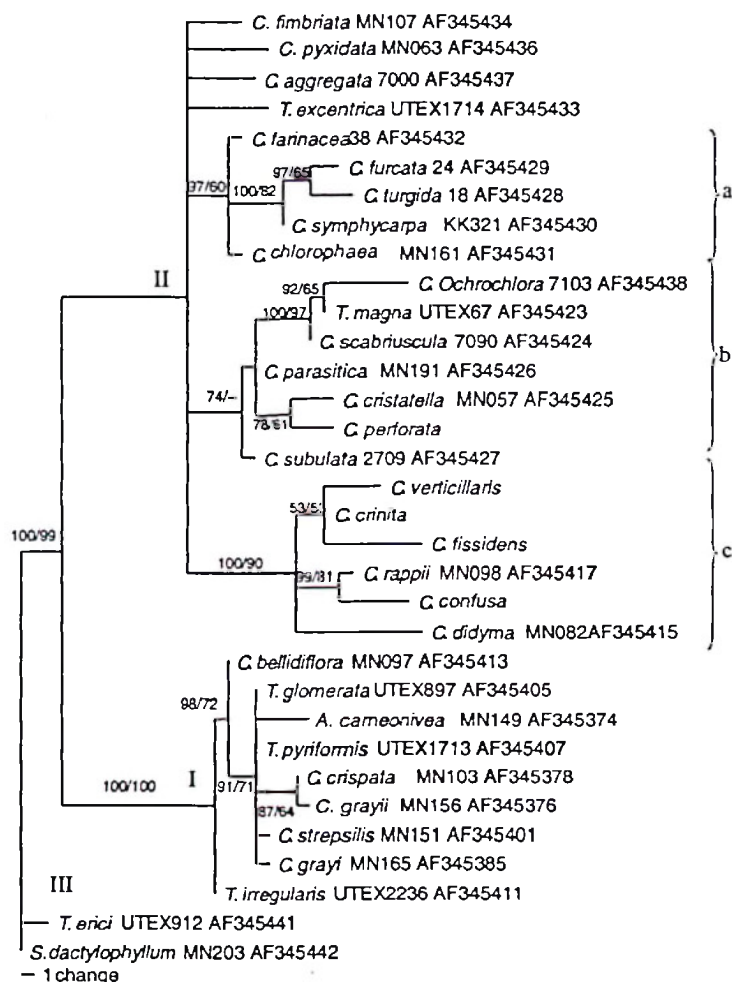 C. fimbriata MN107 AF345434
C. pyxidata MN063 AF345436
C. aggregata 7000 AF345437
T. excentrica UTEX1714 AF345433
C. farinacea38 AF345432
97/65
C. furcata 24 AF345429
97/60
100/82
C. turgida 18 AF345428
a
C. symphycarpa KK321 AF345430
C. chlorophaea MN161 AF345431
II
92/65
C. Ochrochlora 7103 AF345438
100/97
T. magna UTEX67 AF345423
C. scabriuscula 7090 AF345424
b
C. parasitica MN191 AF345426
74/–
C. cristatella MN057 AF345425
78/61
C. perforata
C. subulata 2709 AF345427
C. verticillaris
53/5
C. crinita
100/99
C. fissidens
c
100/90
99/81
C. rappii MN098 AF345417
C. confusa
C. didyma MN082AF345415
C. bellidiflora MN097 AF345413
98/72
T. glomerata UTEX897 AF345405
A. carneonivea MN149 AF345374
T. pyriformis UTEX1713 AF345407
100/100
I
91/71
C. crispata MN103 AF345378
87/64
C. grayii MN156 AF345376
C. strepsilis MN151 AF345401
C. grayi MN165 AF345385
III
T. irregularis UTEX2236 AF345411
T. erici UTEX912 AF345441
S. dactylophyllum MN203 AF345442
– 1 change